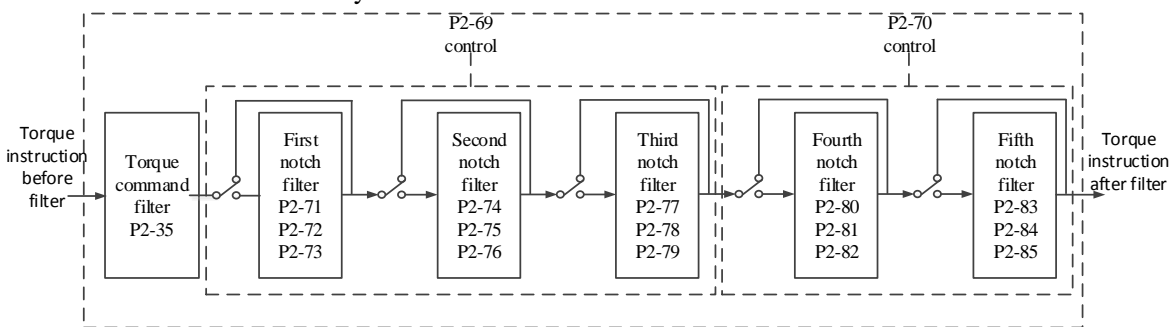 P2-69
control
P2-70
control
Torque
instruction
before
filter
Torque
command
filter
P2-35
First
notch
filter
P2-71
P2-72
P2-73
Second
notch
filter
P2-74
P2-75
P2-76
Third
notch
filter
P2-77
P2-78
P2-79
Fourth
notch
filter
P2-80
P2-81
P2-82
Fifth
notch
filter
P2-83
P2-84
P2-85
Torque
instruction
after filter